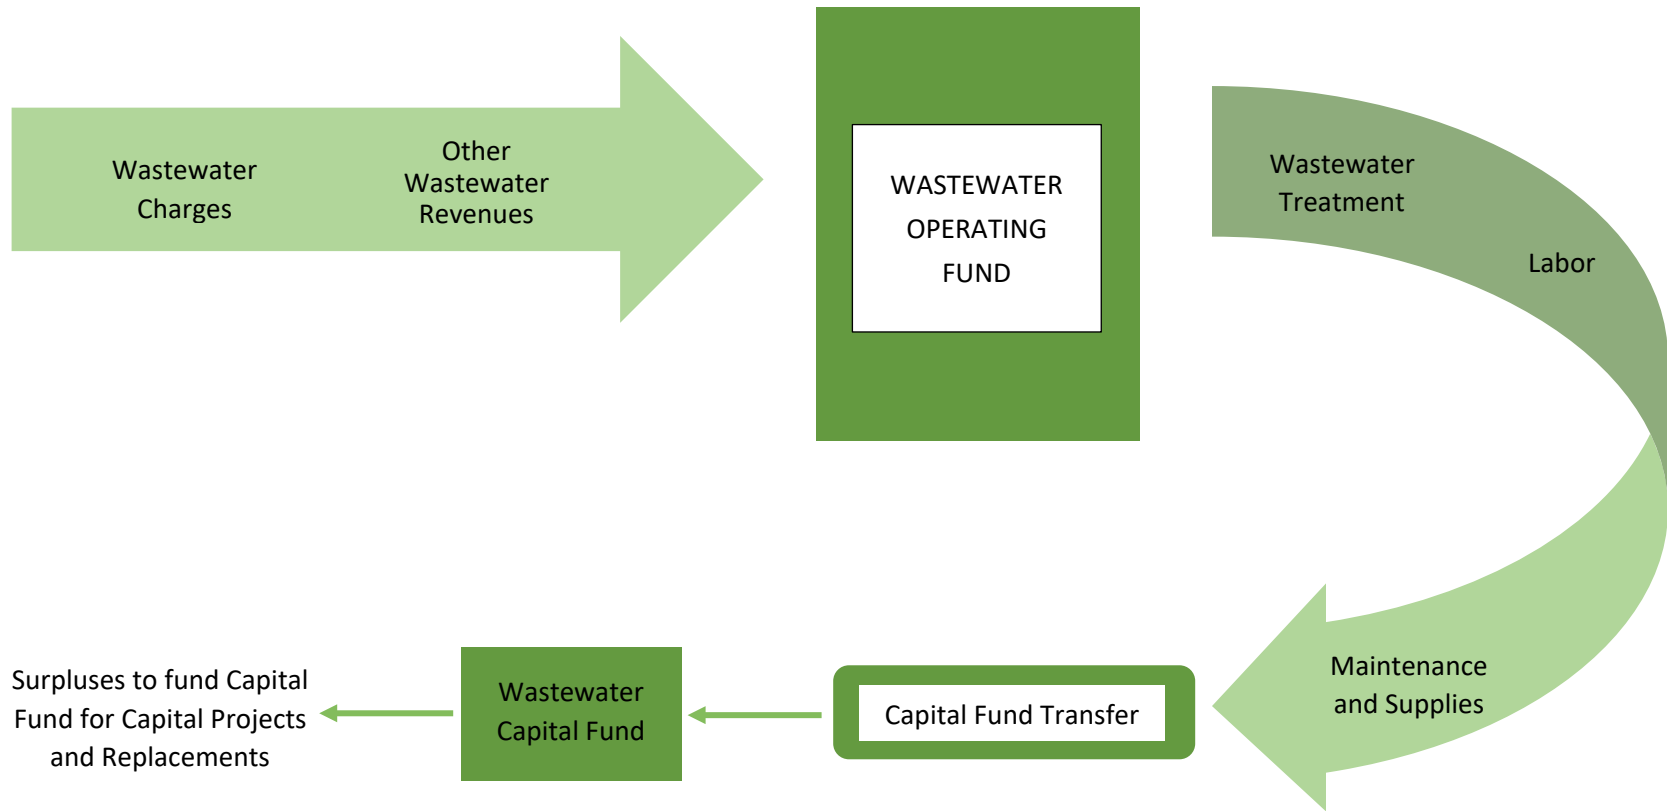 Wastewater
Charges
Other
Wastewater
Revenues
WASTEWATER
OPERATING
FUND
Wastewater
Treatment
Labor
Maintenance
and Supplies
Capital Fund Transfer
Wastewater
Capital Fund
Surpluses to fund Capital
Fund for Capital Projects
and Replacements